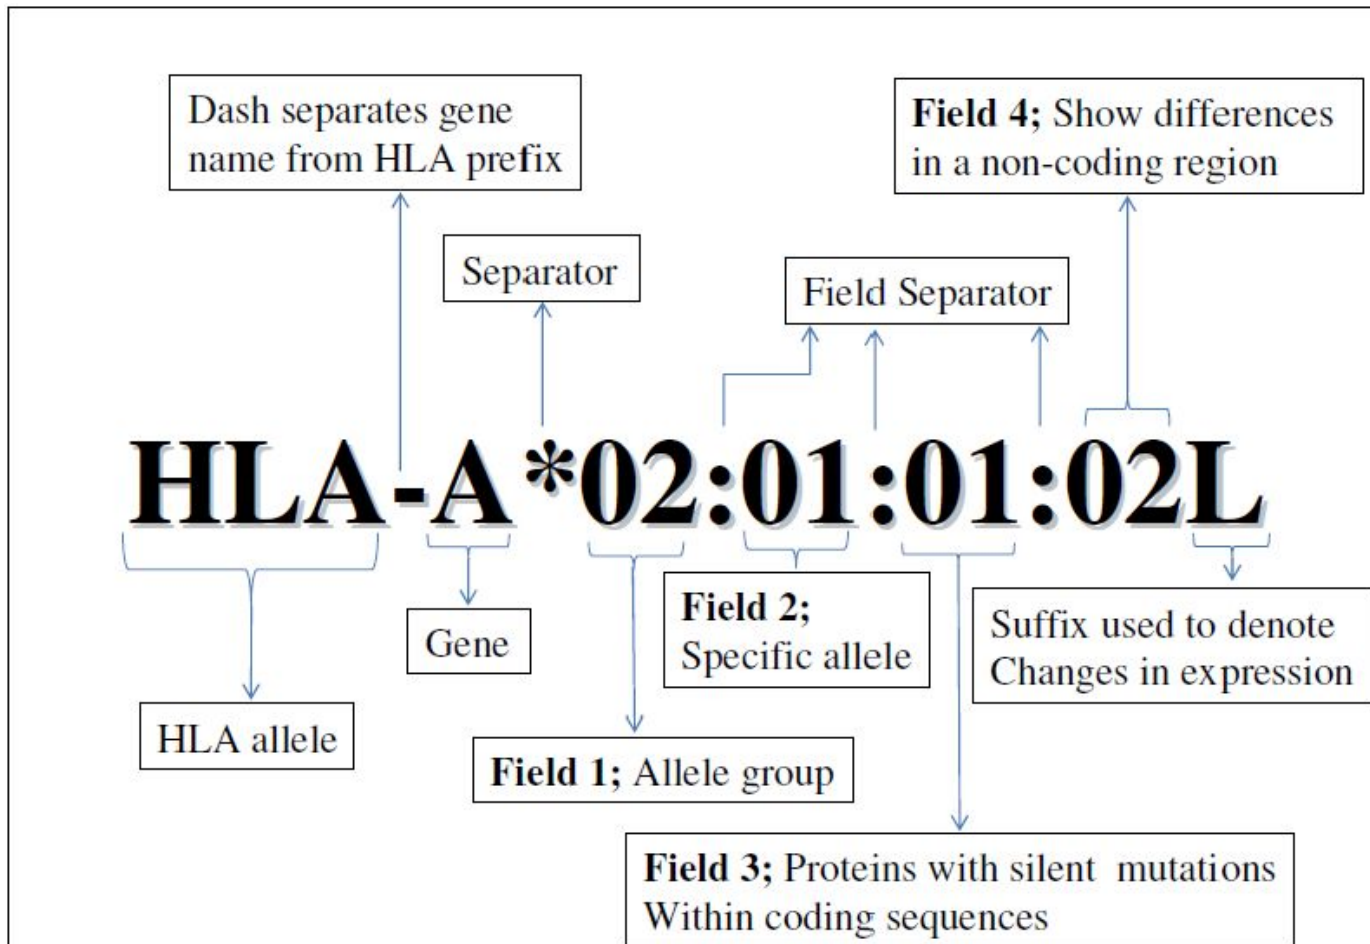 Dash separates gene
name from HLA prefix
Field 4; Show differences
in a non-coding region
Separator
Field Separator
HLA-A*02:01:01:02L
Gene
Field 2;
Specific allele
Suffix used to denote
Changes in expression
HLA allele
Field 1; Allele group
Field 3; Proteins with silent mutations
Within coding sequences